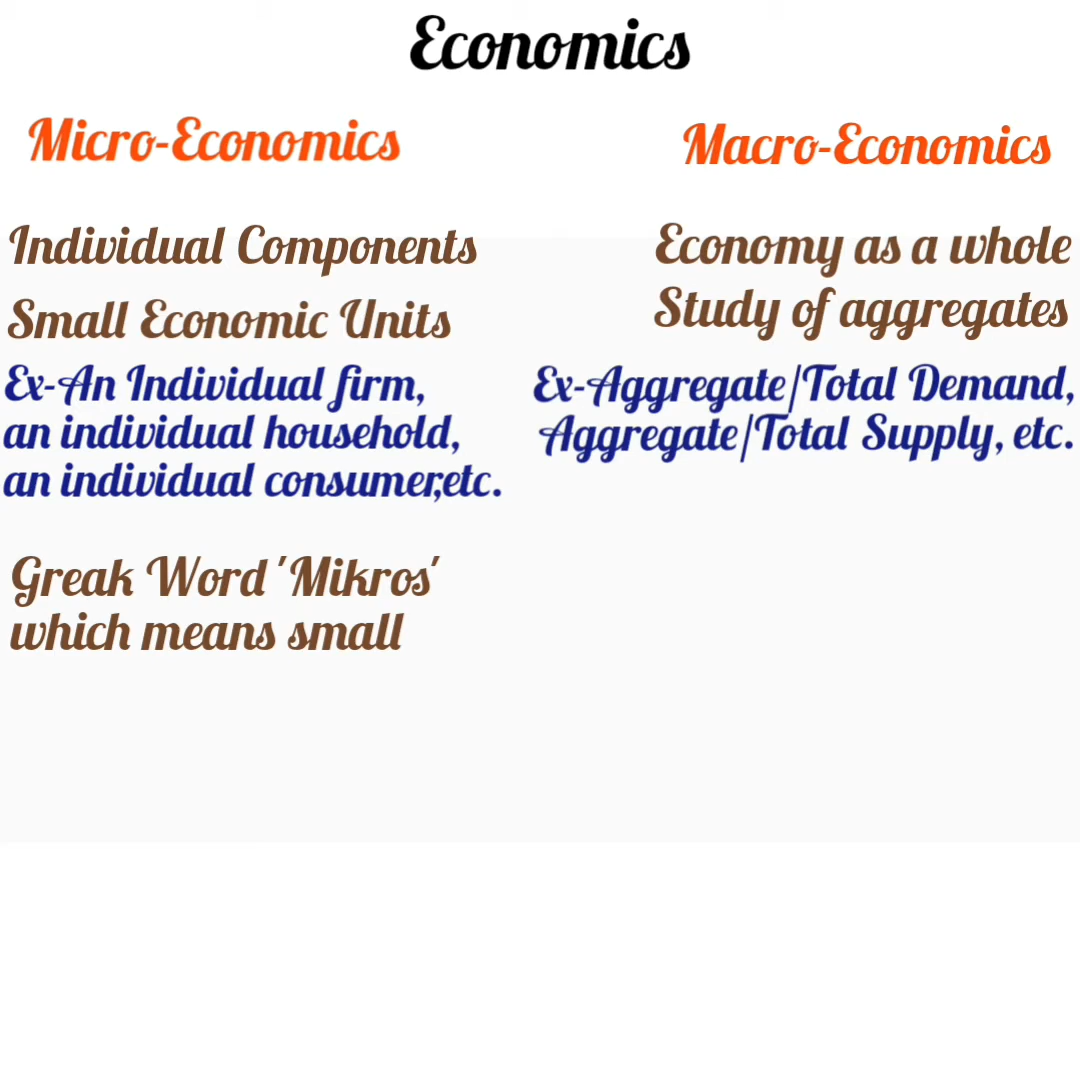 Economics
Micro-Economics
Macro-Economics
Individual Components
Small Economic Units
Ex-An Individual firm,
an individual household,
an individual consumer,etc.
Greak Word 'Mikros'
which means small
Economy as a whole
Study of aggregates
Ex-Aggregate/Total Demand,
Aggregate/Total Supply, etc.